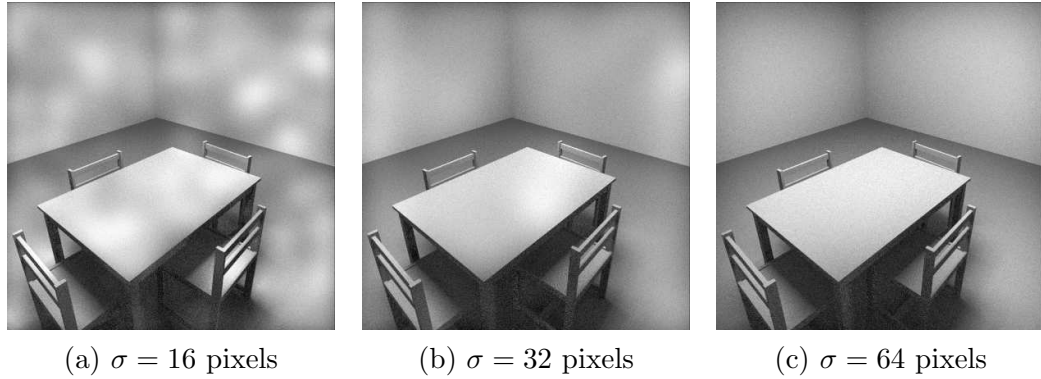 (a) σ = 16 pixels
(b) σ = 32 pixels
(c) σ = 64 pixels